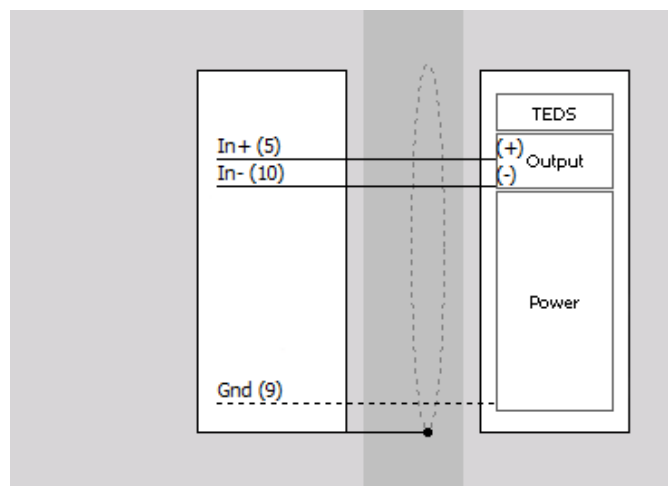 TEDS
In+ (5)
(+)
Output
In- (10)
(-)
Power
Gnd (9)